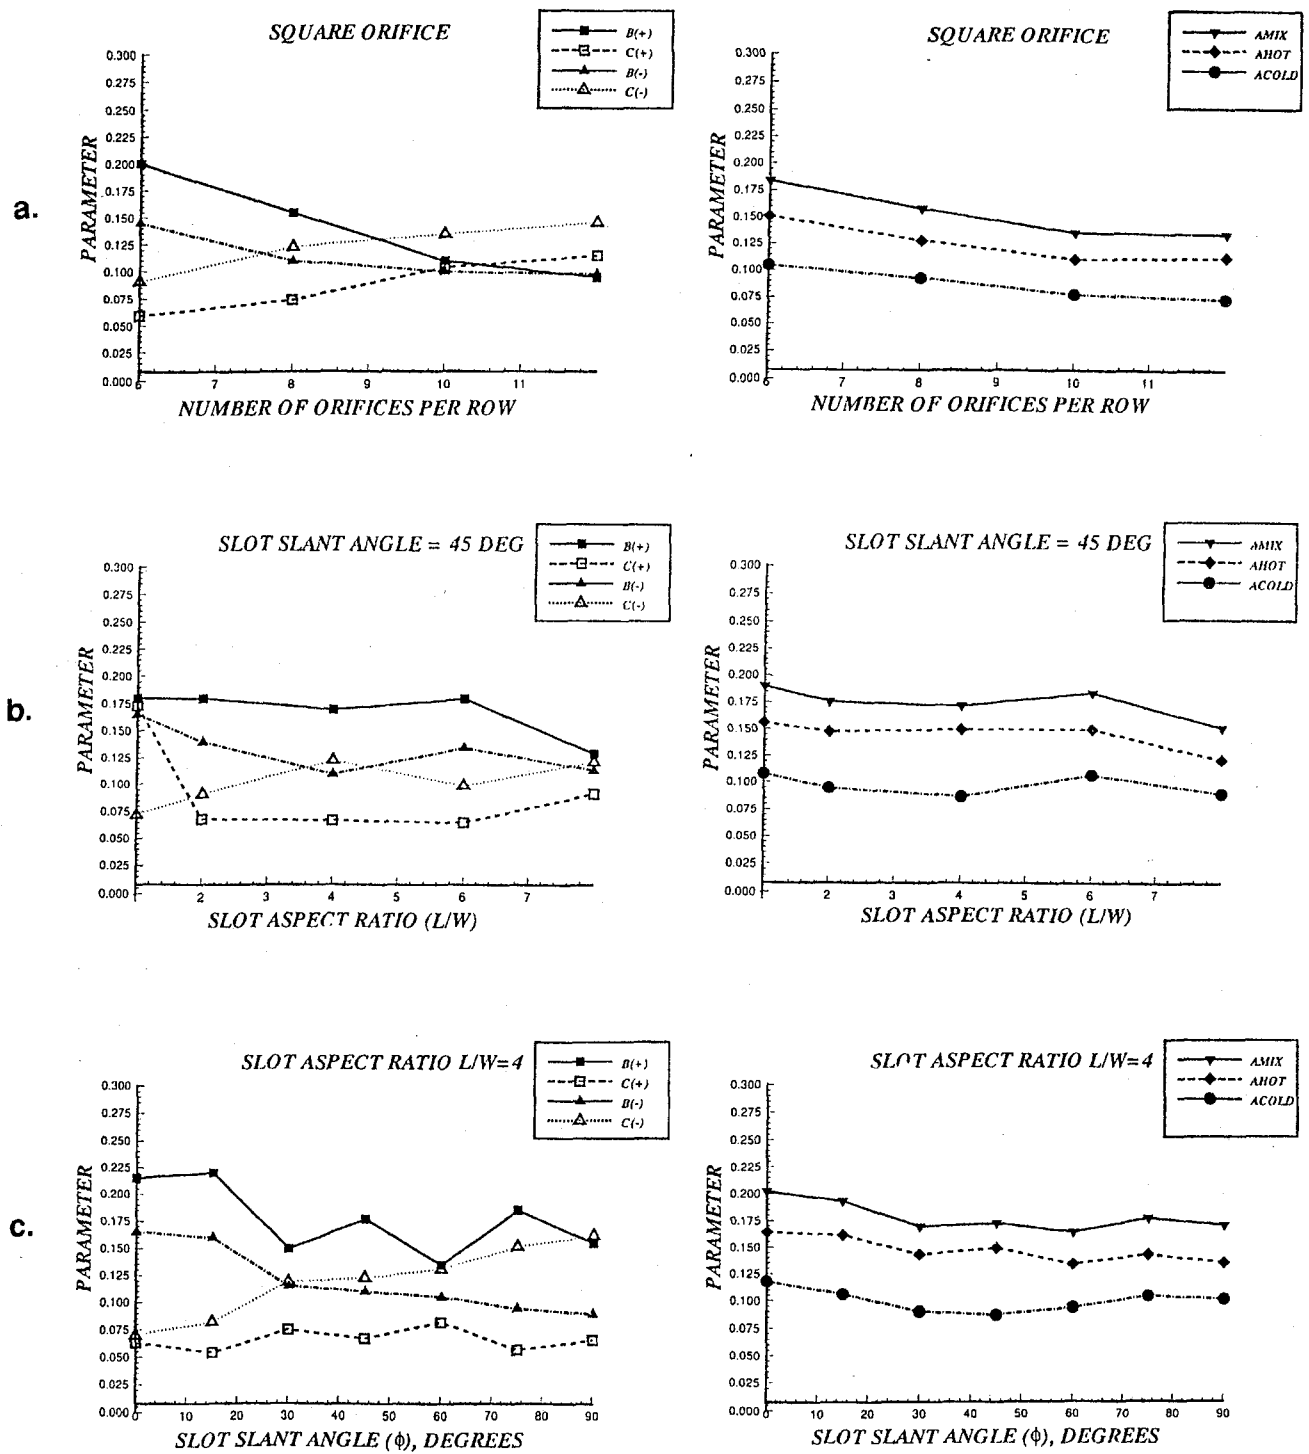 a.
SQUARE ORIFICE
B(+)
C(+)
B(-)
C(-)
PARAMETER
0.300
0.275
0.250
0.225
0.200
0.175
0.150
0.125
0.100
0.075
0.050
0.025
0.000
6 7 8 9 10 11
NUMBER OF ORIFICES PER ROW
SQUARE ORIFICE
AMIX
AHOT
ACOLD
PARAMETER
0.300
0.275
0.250
0.225
0.200
0.175
0.150
0.125
0.100
0.075
0.050
0.025
0.000
6 7 8 9 10 11
NUMBER OF ORIFICES PER ROW
b.
SLOT SLANT ANGLE = 45 DEG
B(+)
C(+)
B(-)
C(-)
PARAMETER
0.300
0.275
0.250
0.225
0.200
0.175
0.150
0.125
0.100
0.075
0.050
0.025
0.000
1 2 3 4 5 6 7
SLOT ASPECT RATIO (L/W)
SLOT SLANT ANGLE = 45 DEG
AMIX
AHOT
ACOLD
PARAMETER
0.300
0.275
0.250
0.225
0.200
0.175
0.150
0.125
0.100
0.075
0.050
0.025
0.000
1 2 3 4 5 6 7
SLOT ASPECT RATIO (L/W)
c.
SLOT ASPECT RATIO L/W=4
B(+)
C(+)
B(-)
C(-)
PARAMETER
0.300
0.275
0.250
0.225
0.200
0.175
0.150
0.125
0.100
0.075
0.050
0.025
0.000
0 10 20 30 40 50 60 70 80 90
SLOT SLANT ANGLE (ϕ), DEGREES
SLOT ASPECT RATIO L/W=4
AMIX
AHOT
ACOLD
PARAMETER
0.300
0.275
0.250
0.225
0.200
0.175
0.150
0.125
0.100
0.075
0.050
0.025
0.000
0 10 20 30 40 50 60 70 80 90
SLOT SLANT ANGLE (ϕ), DEGREES